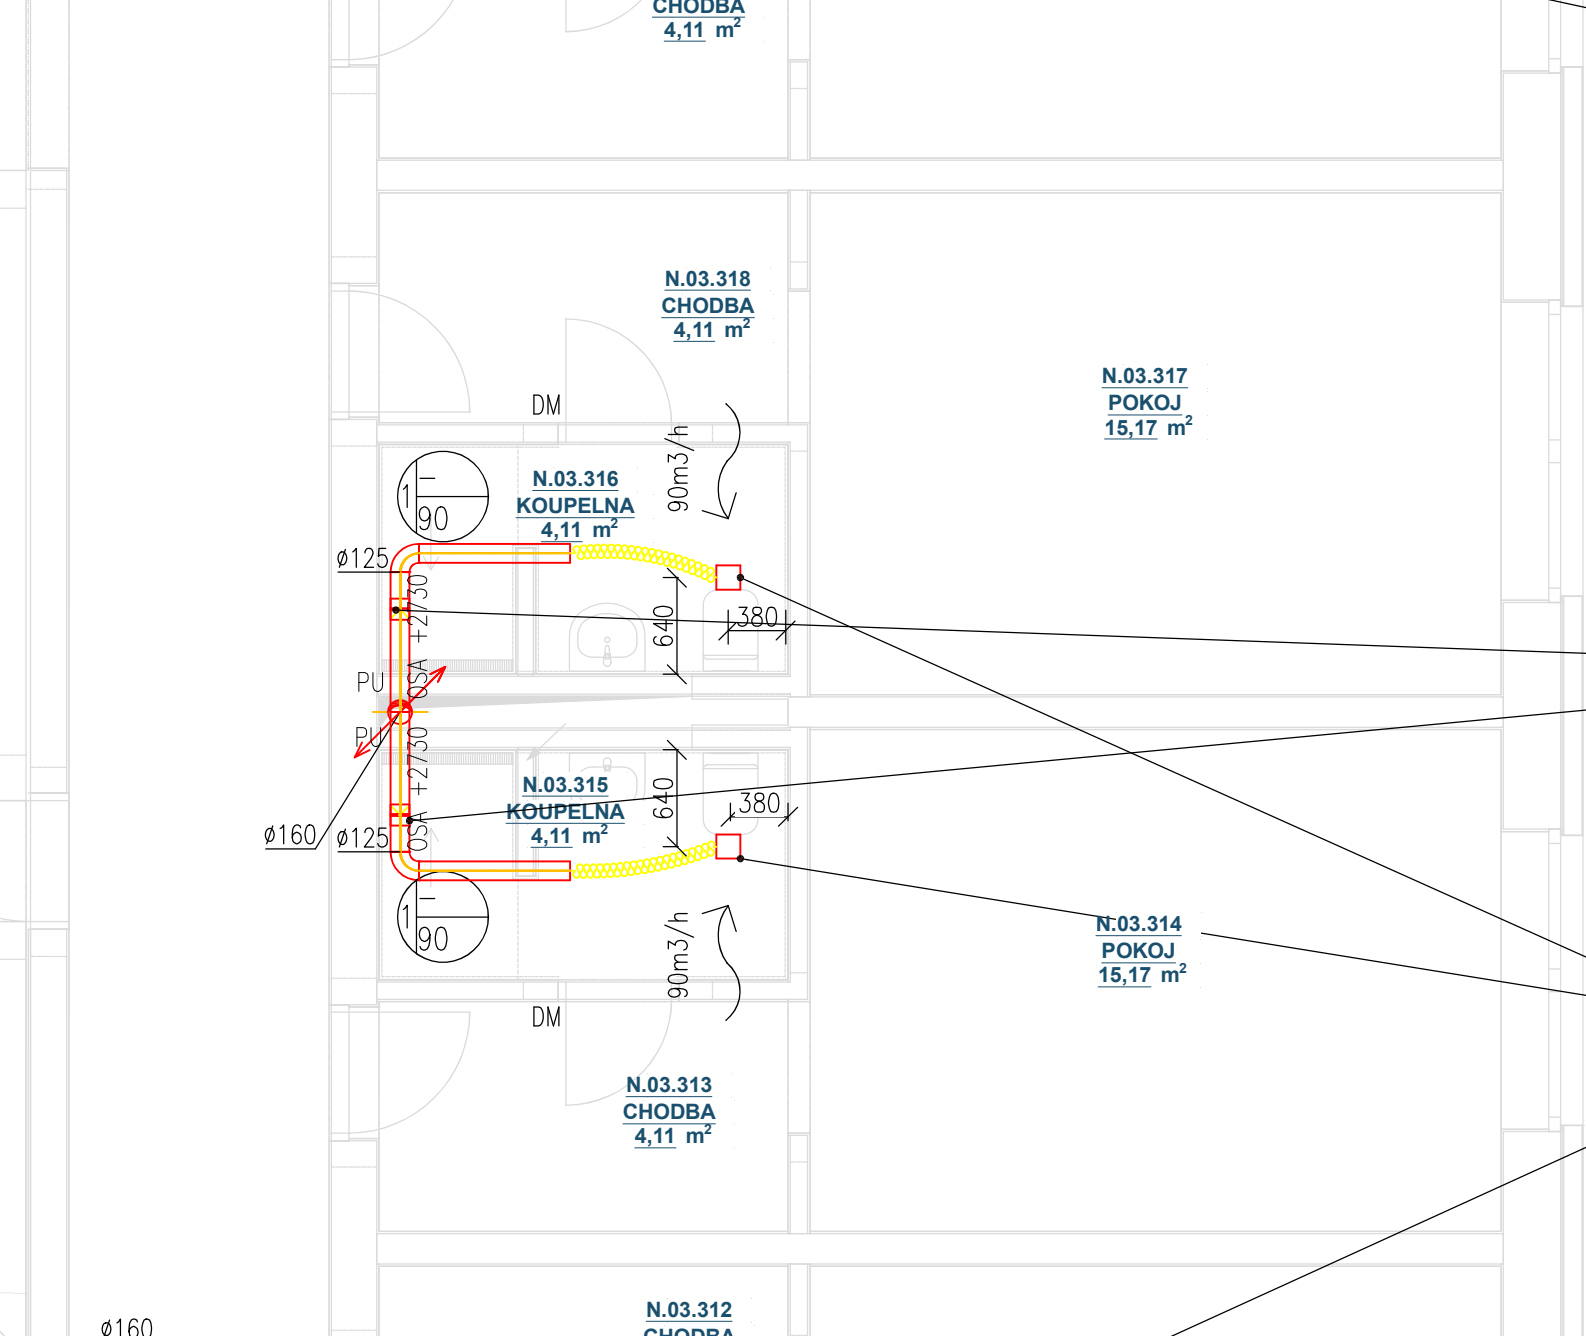 CHODBA
4,11 m²
N.03.318
CHODBA
4,11 m²
N.03.317
POKOJ
15,17 m²
DM
90m3/h
N.03.316
KOUPELNA
4,11 m²
1
–
90
ø125
OSA +2730
640
380
PU
PU
OSA +2730
N.03.315
KOUPELNA
4,11 m²
640
380
ø160
ø125
1
–
90
90m3/h
N.03.314
POKOJ
15,17 m²
DM
N.03.313
CHODBA
4,11 m²
N.03.312
CHODBA
ø160